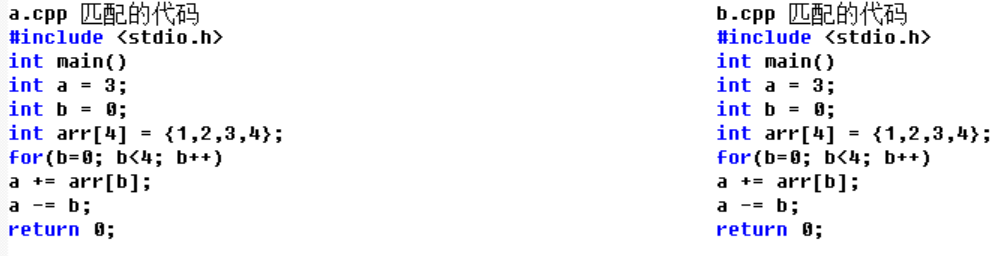 a.cpp 匹配的代码
#include <stdio.h>
int main()
int a = 3;
int b = 0;
int arr[4] = {1,2,3,4};
for(b=0; b<4; b++)
a += arr[b];
a -= b;
return 0;
b.cpp 匹配的代码
#include <stdio.h>
int main()
int a = 3;
int b = 0;
int arr[4] = {1,2,3,4};
for(b=0; b<4; b++)
a += arr[b];
a -= b;
return 0;